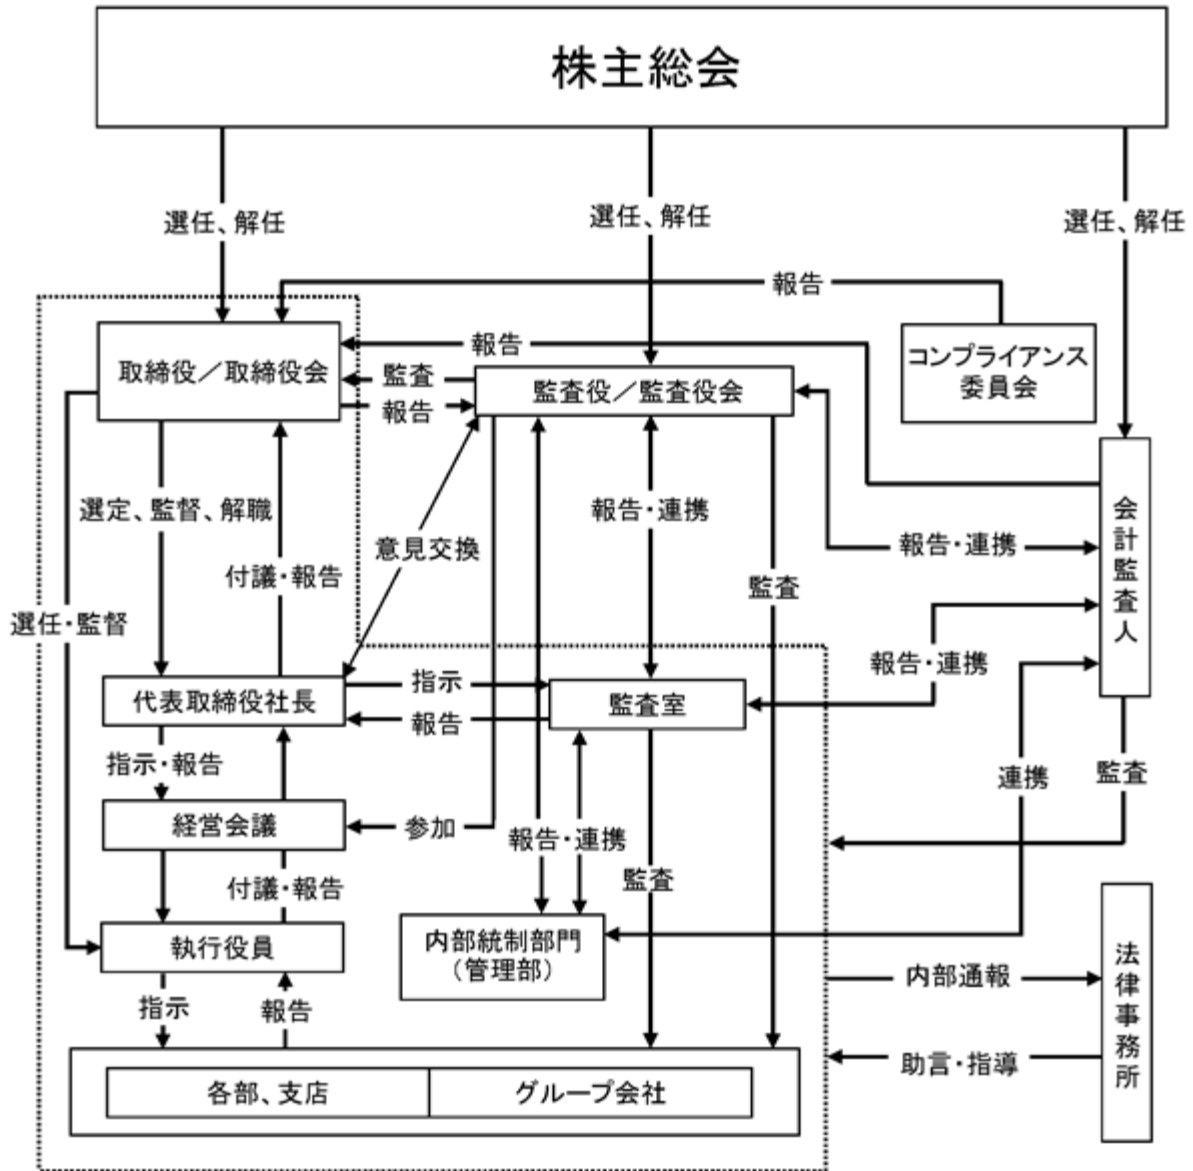 株主総会
選任、解任
選任、解任
選任、解任
報告
コンプライアンス
委員会
取締役／取締役会
報告
監査
報告
監査役／監査役会
会計監査人
選定、監督、解職
報告・連携
報告・連携
意見交換
付議・報告
監査
選任・監督
報告・連携
代表取締役社長
指示
報告
監査室
指示・報告
連携
監査
経営会議
参加
報告・連携
付議・報告
監査
執行役員
内部統制部門
（管理部）
法律事務所
内部通報
指示
報告
助言・指導
各部、支店
グループ会社